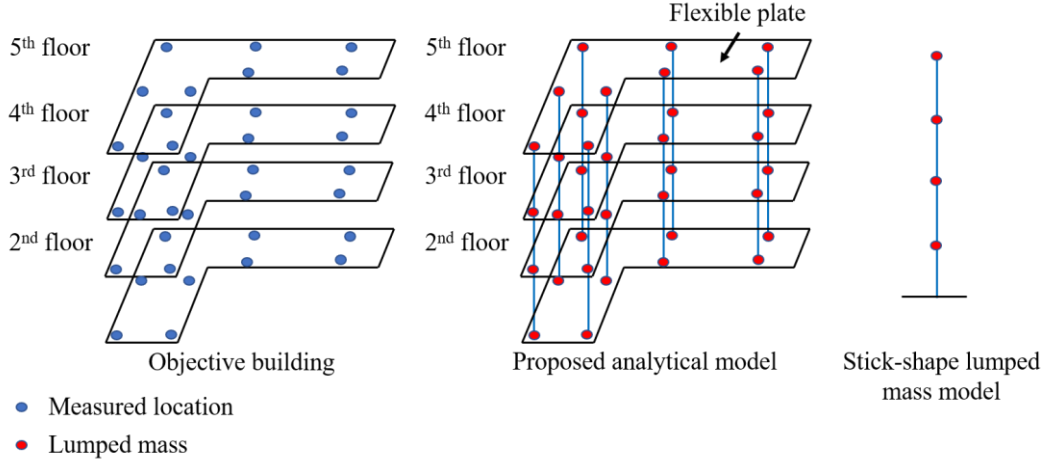 Flexible plate
5th floor
4th floor
3rd floor
2nd floor
5th floor
4th floor
3rd floor
2nd floor
Objective building
Proposed analytical model
Stick-shape lumped
mass model
Measured location
Lumped mass